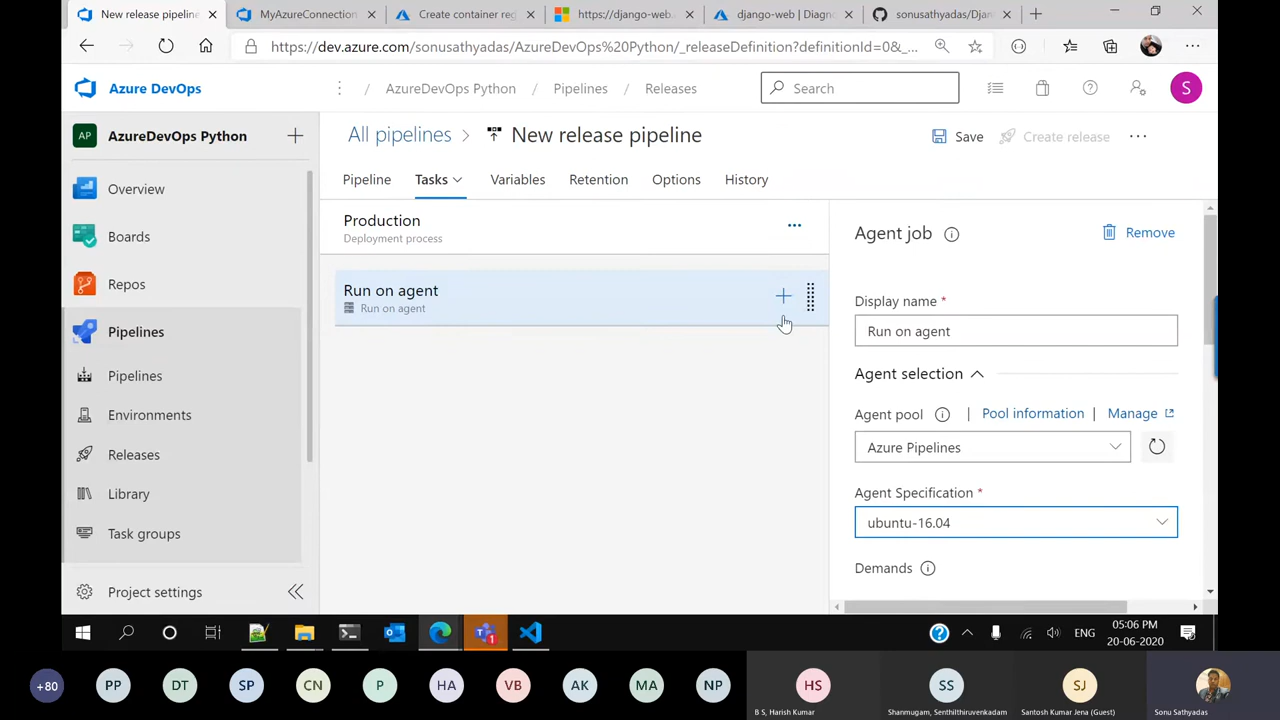 New release pipeline
MyAzureConnection
Create container reg
https://django-web.
django-web | Diagn
sonusathyadas/Djan
https://dev.azure.com/sonusathyadas/AzureDevOps%20Python/_releaseDefinition?definitionId=0&_...
Azure DevOps
/ AzureDevOps Python / Pipelines / Releases
Search
S
AP AzureDevOps Python
Overview
Boards
Repos
Pipelines
Pipelines
Environments
Releases
Library
Task groups
Project settings
All pipelines > New release pipeline
Save
Create release
Pipeline
Tasks
Variables
Retention
Options
History
Production
Deployment process
Run on agent
Run on agent
Agent job
Remove
Display name *
Run on agent
Agent selection
Agent pool | Pool information | Manage
Azure Pipelines
Agent Specification *
ubuntu-16.04
Demands
1
ENG
05:06 PM
20-06-2020
+80
PP
DT
SP
CN
P
HA
VB
AK
MA
NP
HS
B S, Harish Kumar
SS
Shanmugam, Senthilthiruvenkadam
SJ
Santosh Kumar Jena (Guest)
Sonu Sathyadas